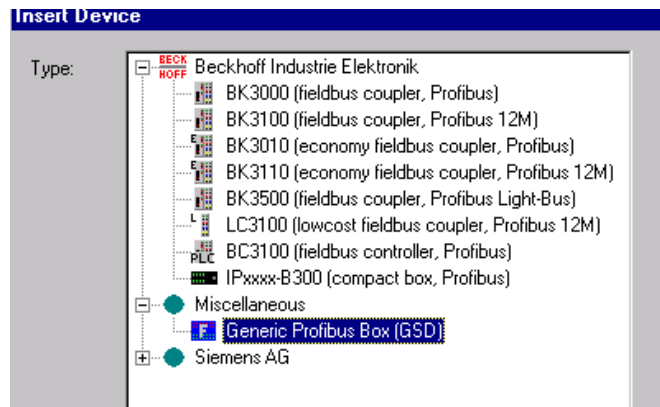 Insert Device
Type:
BECK
HOFF
Beckhoff Industrie Elektronik
BK3000 (fieldbus coupler, Profibus)
BK3100 (fieldbus coupler, Profibus 12M)
E
BK3010 (economy fieldbus coupler, Profibus)
E
BK3110 (economy fieldbus coupler, Profibus 12M)
BK3500 (fieldbus coupler, Profibus Light-Bus)
L
LC3100 (lowcost fieldbus coupler, Profibus 12M)
PLC
BC3100 (fieldbus controller, Profibus)
IPxxxx-B300 (compact box, Profibus)
Miscellaneous
F
Generic Profibus Box (GSD)
Siemens AG